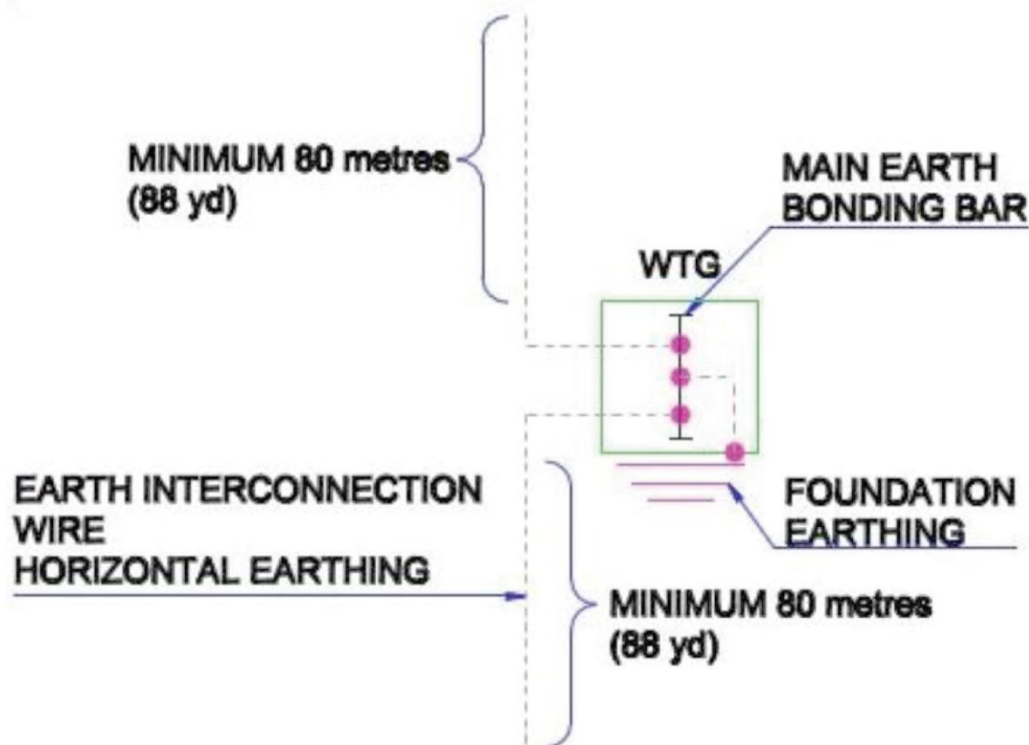 MINIMUM 80 metres
(88 yd)
MAIN EARTH
BONDING BAR
WTG
EARTH INTERCONNECTION
WIRE
HORIZONTAL EARTHING
FOUNDATION
EARTHING
MINIMUM 80 metres
(88 yd)